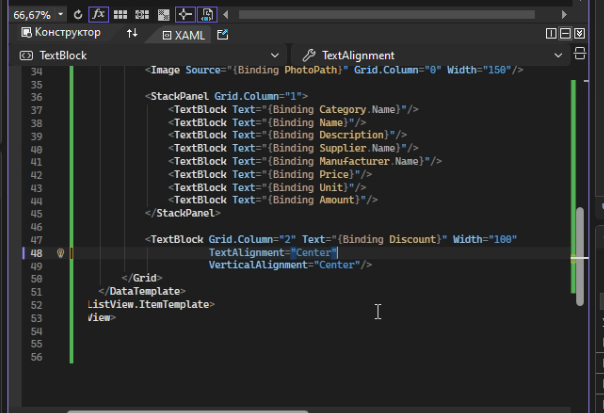 66,67%
Конструктор
XAML
TextBlock
TextAlignment
34 <Image Source="{Binding PhotoPath}" Grid.Column="0" Width="150"/>
35
36 <StackPanel Grid.Column="1">
37 <TextBlock Text="{Binding Category.Name}"/>
38 <TextBlock Text="{Binding Name}"/>
39 <TextBlock Text="{Binding Description}"/>
40 <TextBlock Text="{Binding Supplier.Name}"/>
41 <TextBlock Text="{Binding Manufacturer.Name}"/>
42 <TextBlock Text="{Binding Price}"/>
43 <TextBlock Text="{Binding Unit}"/>
44 <TextBlock Text="{Binding Amount}"/>
45 </StackPanel>
46
47 <TextBlock Grid.Column="2" Text="{Binding Discount}" Width="100"
48 TextAlignment="Center"
49 VerticalAlignment="Center"/>
50 </Grid>
51 </DataTemplate>
52 ListView.ItemTemplate>
53 View>
54
55
56